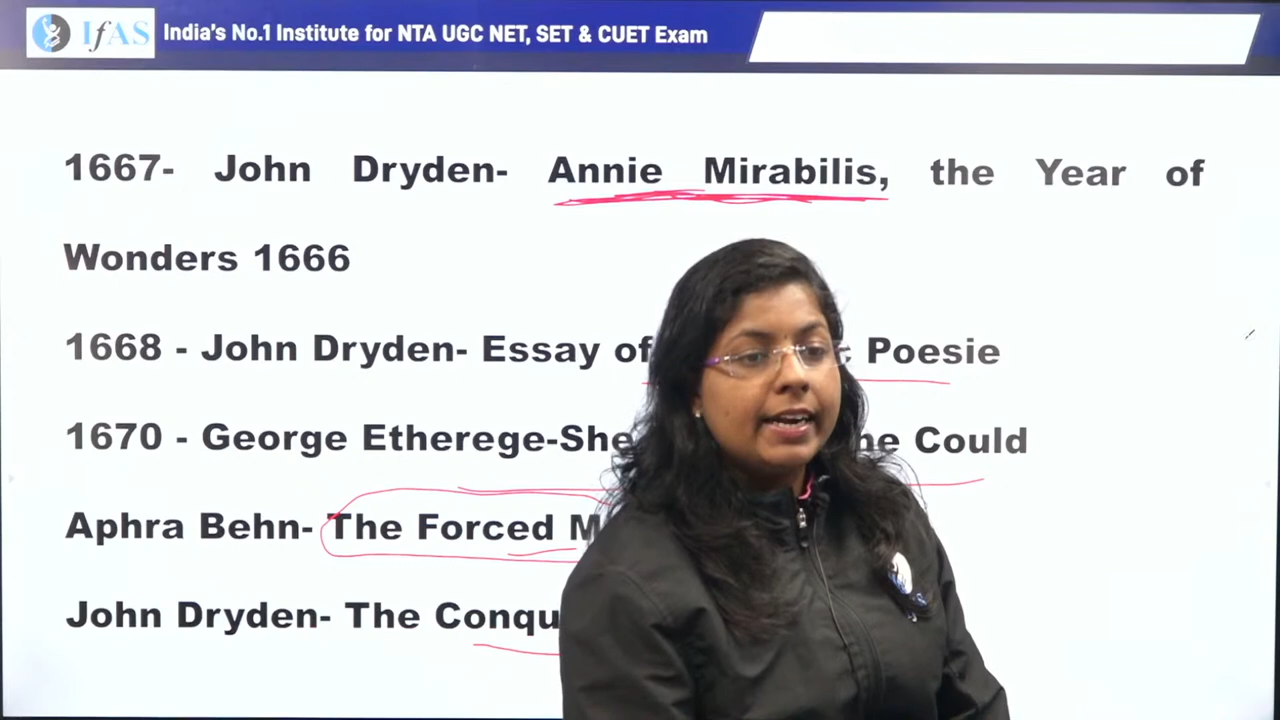 IfAS India's No.1 Institute for NTA UGC NET, SET & CUET Exam
1667- John Dryden- Annie Mirabilis, the Year of
Wonders 1666
1668 - John Dryden- Essay of Poesie
1670 - George Etherege-She Could
Aphra Behn- The Forced
John Dryden- The